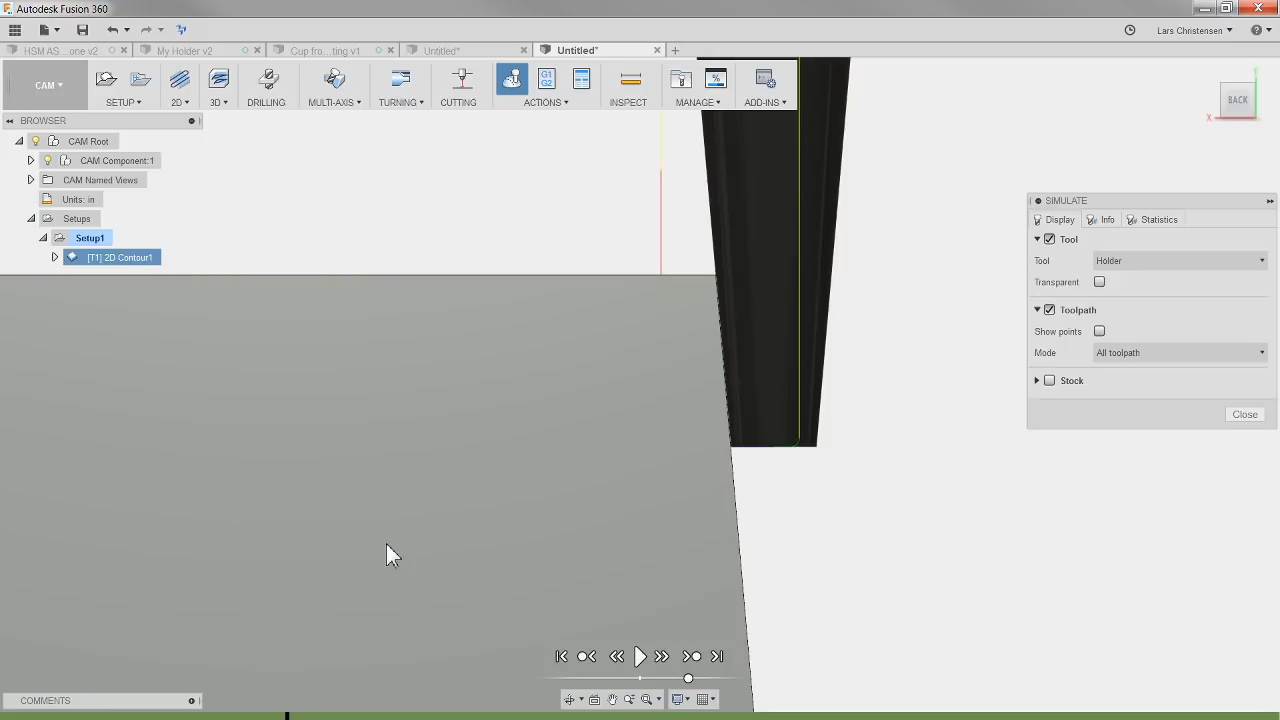 Autodesk Fusion 360
Lars Christensen
HSM AS...one v2
My Holder v2
Cup fro...ting v1
Untitled*
Untitled*
CAM
SETUP
2D
3D
DRILLING
MULTI-AXIS
TURNING
CUTTING
G1
G2
ACTIONS
INSPECT
MANAGE
ADD-INS
BROWSER
CAM Root
CAM Component:1
CAM Named Views
Units: in
Setups
Setup1
[T1] 2D Contour1
BACK
X
SIMULATE
Display
Info
Statistics
Tool
Tool
Holder
Transparent
Toolpath
Show points
Mode
All toolpath
Stock
Close
COMMENTS